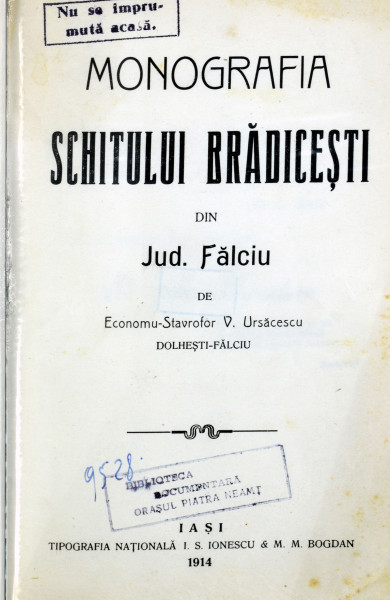 Nu se impru-
mută acasă.
MONOGRAFIA
SCHITULUI BRĂDICEȘTI
DIN
Jud. Fălciu
DE
Economu-Stavrofor V. Ursăcescu
DOLHEȘTI-FĂLCIU
9528
BIBLIOTECA
DOCUMENTARA
ORAȘUL PIATRA NEAMȚ
IAȘI
TIPOGRAFIA NAȚIONALĂ I. S. IONESCU & M. M. BOGDAN
1914